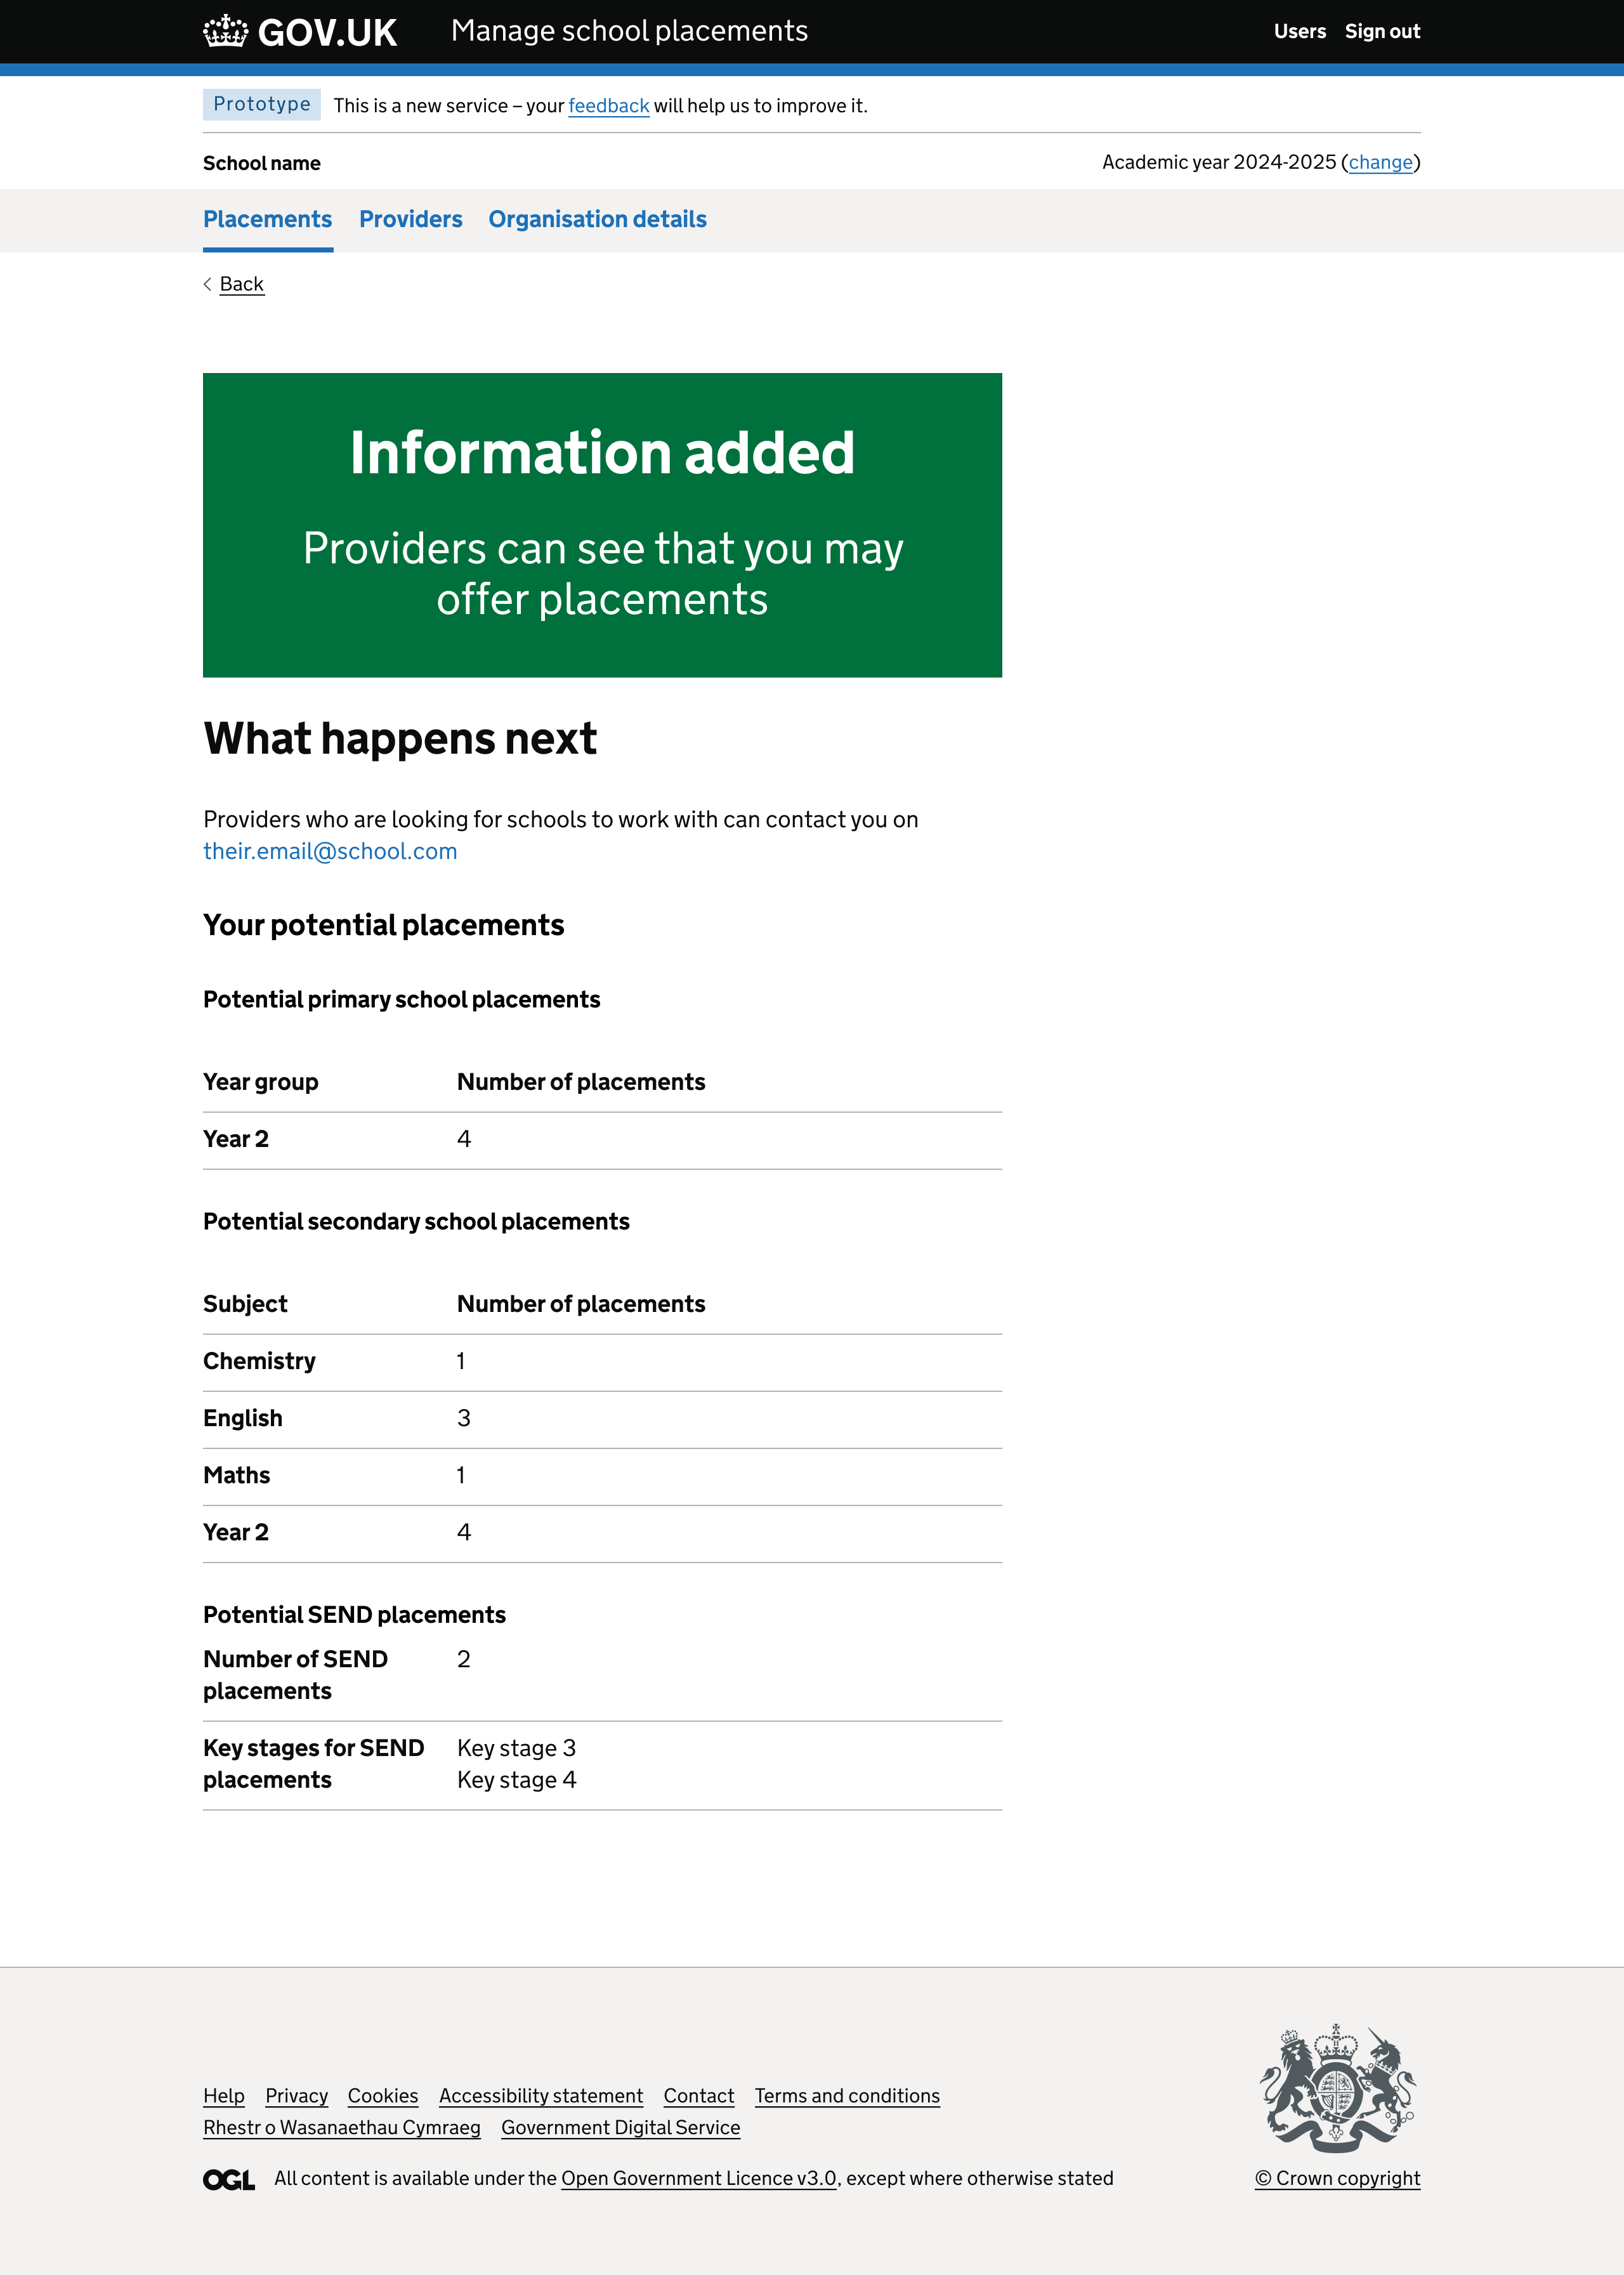 GOV.UK Manage school placements Users Sign out
Prototype This is a new service – your feedback will help us to improve it.
School name Academic year 2024-2025 (change)
Placements Providers Organisation details
Back
Information added
Providers can see that you may
offer placements
What happens next
Providers who are looking for schools to work with can contact you on
their.email@school.com
Your potential placements
Potential primary school placements
Year group Number of placements
Year 2 4
Potential secondary school placements
Subject Number of placements
Chemistry 1
English 3
Maths 1
Year 2 4
Potential SEND placements
Number of SEND 2
placements
Key stages for SEND Key stage 3
placements Key stage 4
Help Privacy Cookies Accessibility statement Contact Terms and conditions
Rhestr o Wasanaethau Cymraeg Government Digital Service
OGL All content is available under the Open Government Licence v3.0, except where otherwise stated © Crown copyright